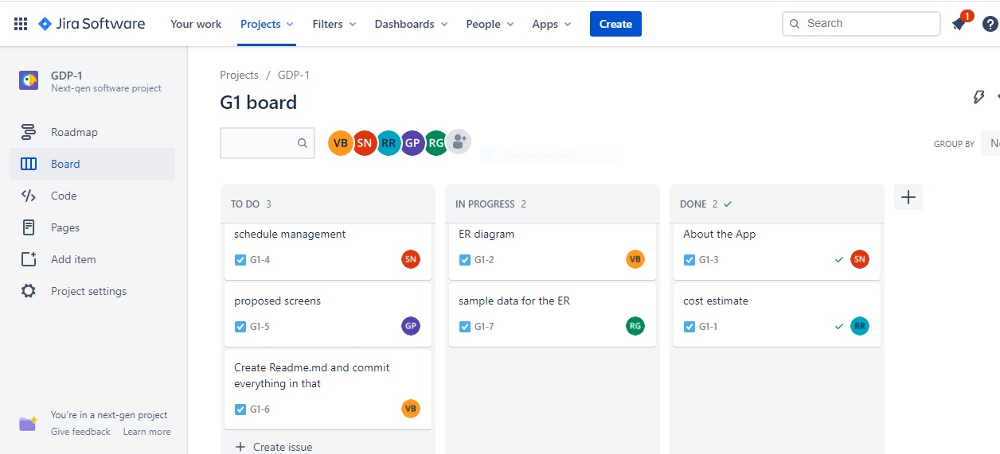 Jira Software
Your work
Projects
Filters
Dashboards
People
Apps
Create
Search
1
?
GDP-1
Next-gen software project
Roadmap
Board
Code
Pages
Add item
Project settings
You're in a next-gen project
Give feedback Learn more
Projects / GDP-1
G1 board
VB SN RR GP RG
Rectangular Snip
GROUP BY
TO DO 3
schedule management
G1-4 SN
proposed screens
G1-5 GP
Create Readme.md and commit
everything in that
G1-6 VB
+ Create issue
IN PROGRESS 2
ER diagram
G1-2 VB
sample data for the ER
G1-7 RG
DONE 2
About the App
G1-3 SN
cost estimate
G1-1 RR